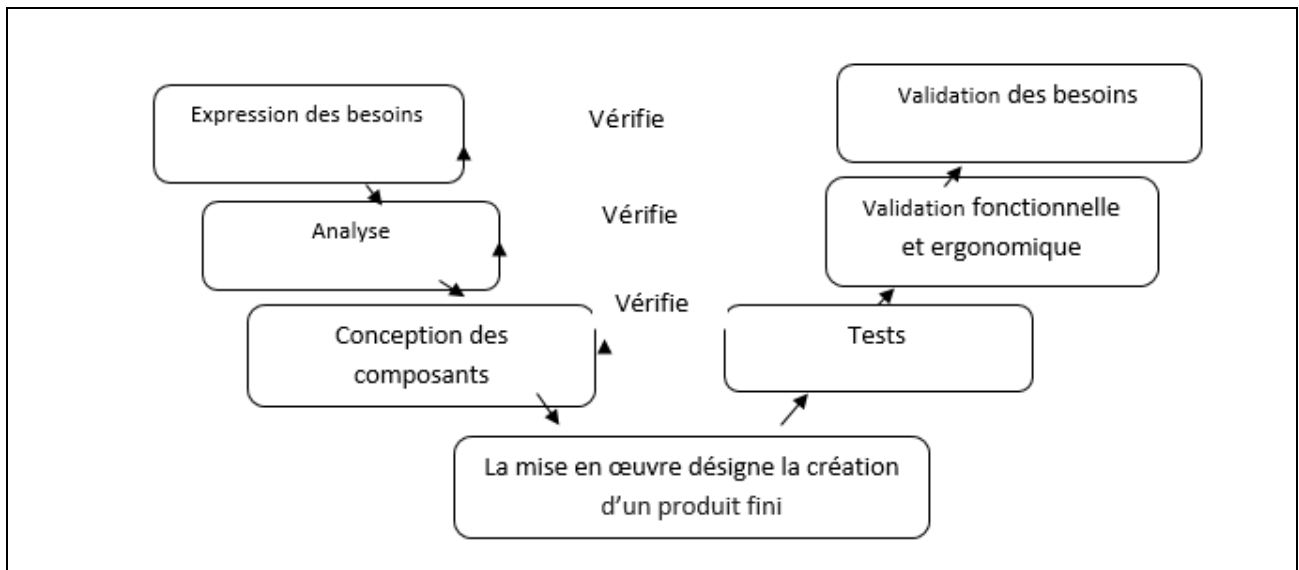 Expression des besoins
Vérifie
Validation des besoins
Analyse
Vérifie
Validation fonctionnelle
et ergonomique
Conception des
composants
Vérifie
Tests
La mise en œuvre désigne la création
d’un produit fini